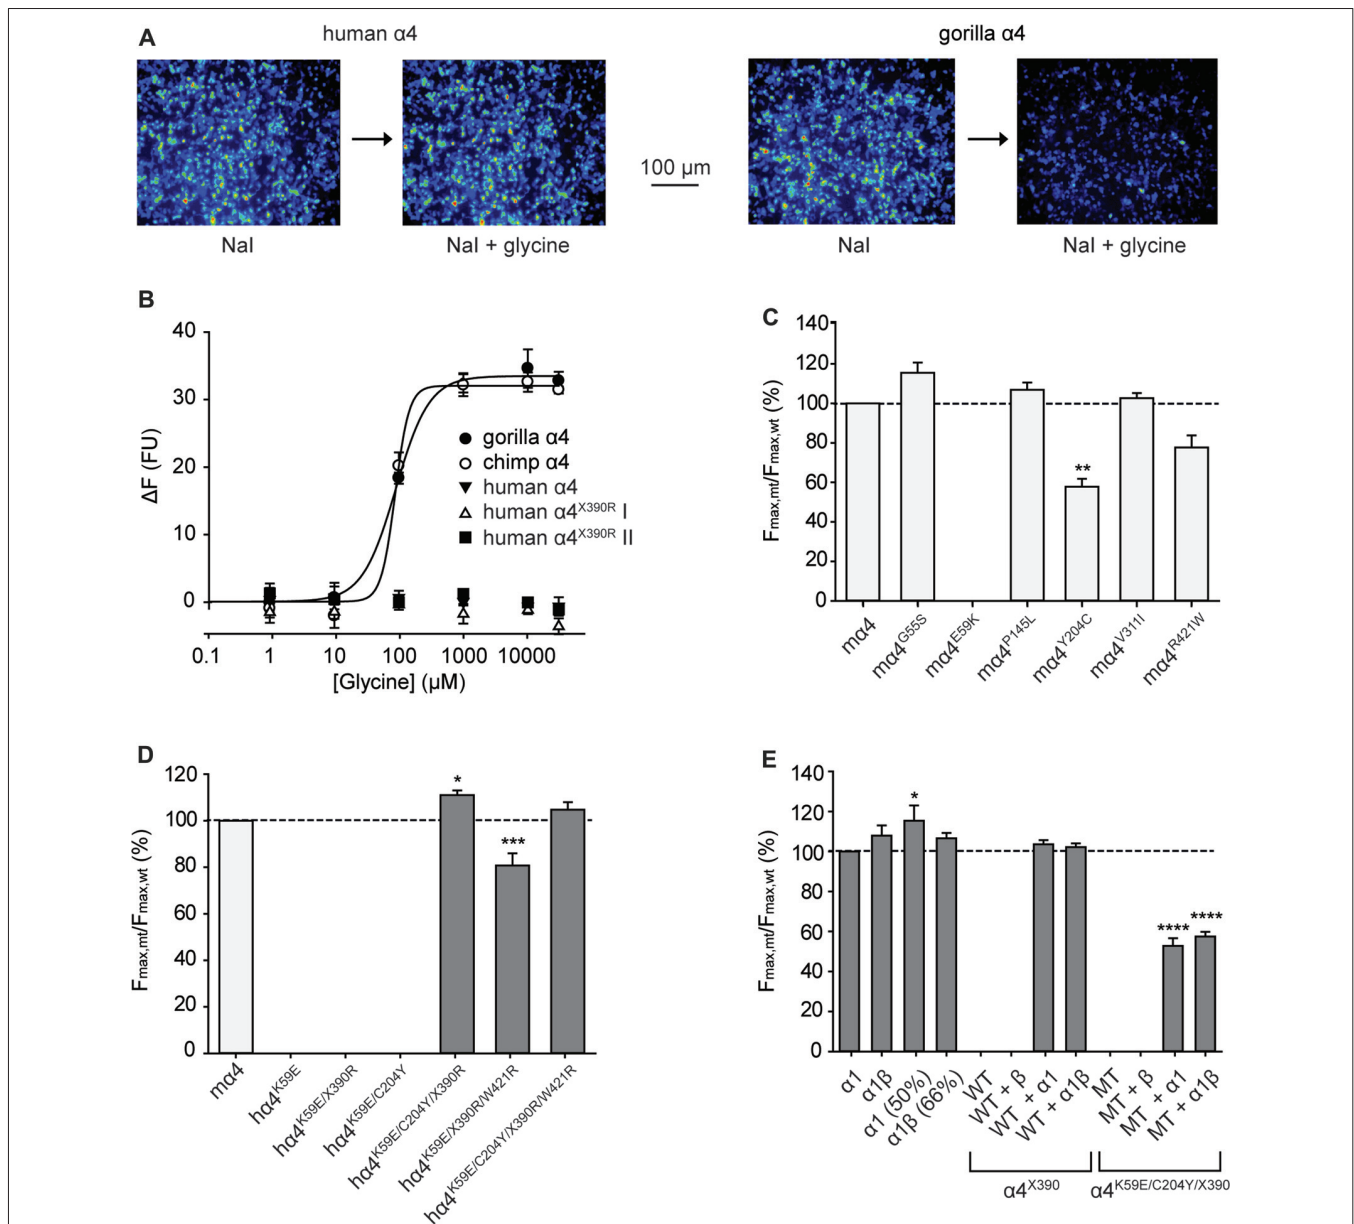 A
human α4
gorilla α4
NaI
NaI + glycine
100 µm
NaI
NaI + glycine
B
40
30
20
10
0
ΔF (FU)
gorilla α4
chimp α4
human α4
human α4X390R I
human α4X390R II
0.1 1 10 100 1000 10000
[Glycine] (µM)
C
140
120
100
80
60
40
20
0
Fmax,mt/Fmax,wt (%)
**
mα4
mα4G55S
mα4E59K
mα4P145L
mα4Y204C
mα4V311I
mα4R421W
D
120
100
80
60
40
20
0
Fmax,mt/Fmax,wt (%)
*
***
mα4
hα4K59E
hα4K59E/X390R
hα4K59E/C204Y
hα4K59E/C204Y/X390R
hα4K59E/X390R/W421R
hα4K59E/C204Y/X390R/W421R
E
140
120
100
80
60
40
20
0
Fmax,mt/Fmax,wt (%)
*
****
****
α1
α1β
α1 (50%)
α1β (66%)
WT
WT + β
WT + α1
WT + α1β
MT
MT + β
MT + α1
MT + α1β
α4X390
α4K59E/C204Y/X390